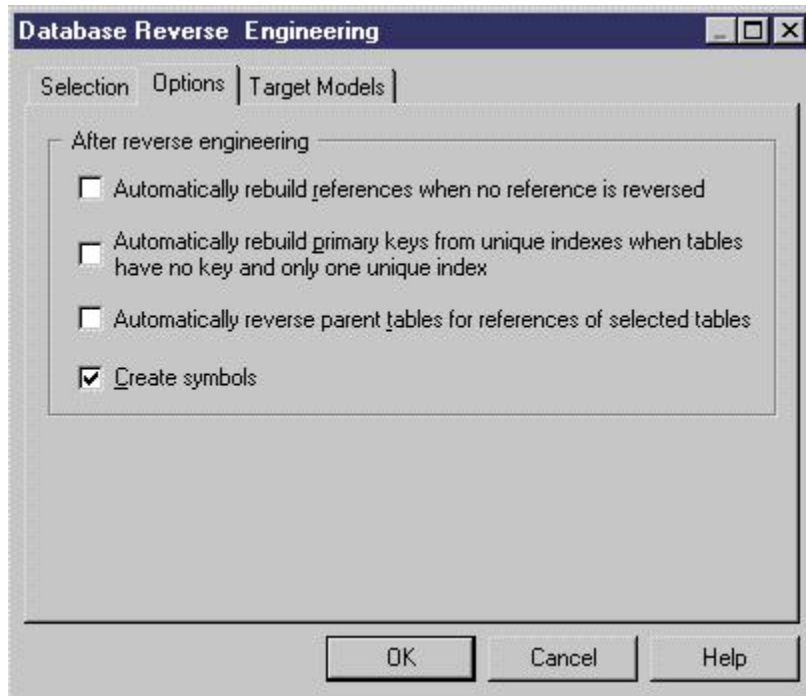 Database Reverse Engineering
Selection Options Target Models
After reverse engineering
Automatically rebuild references when no reference is reversed
Automatically rebuild primary keys from unique indexes when tables
have no key and only one unique index
Automatically reverse parent tables for references of selected tables
Create symbols
OK Cancel Help